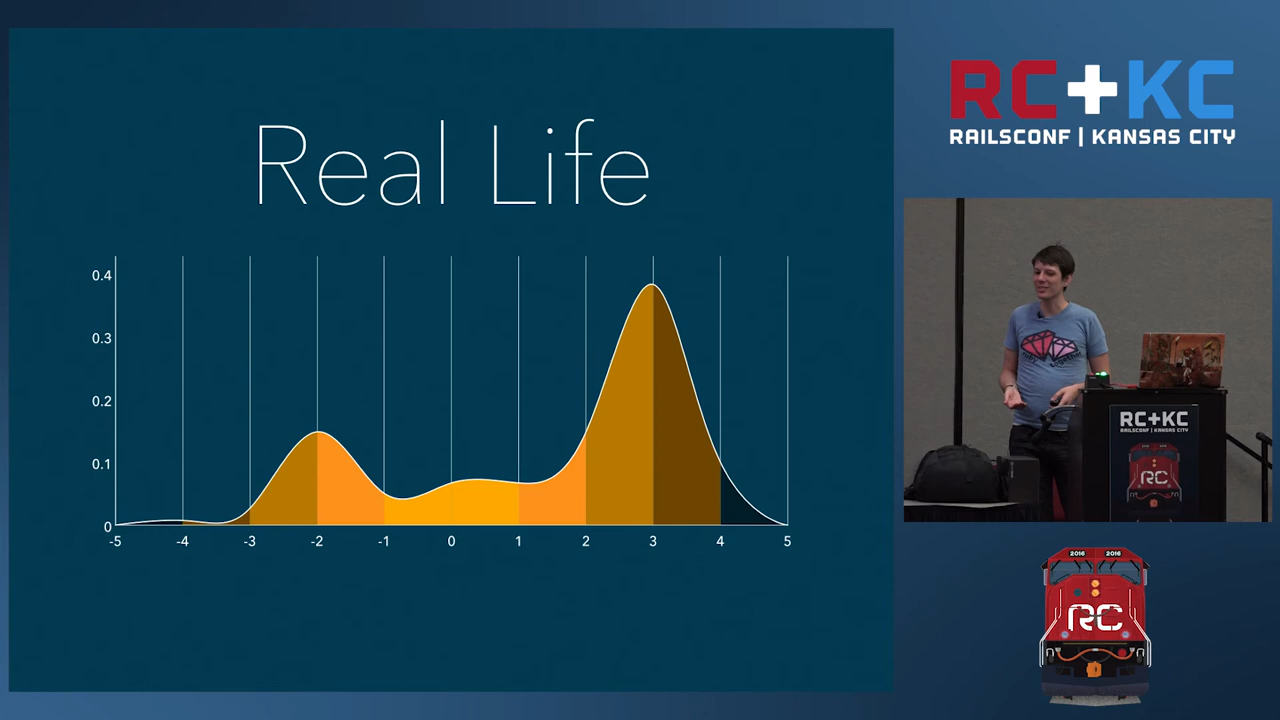 Real Life
0.4
0.3
0.2
0.1
0
-5 -4 -3 -2 -1 0 1 2 3 4 5
RC+KC
RAILSCONF | KANSAS CITY
RC+KC
RAILSCONF | KANSAS CITY
RC
2016 2016
RC